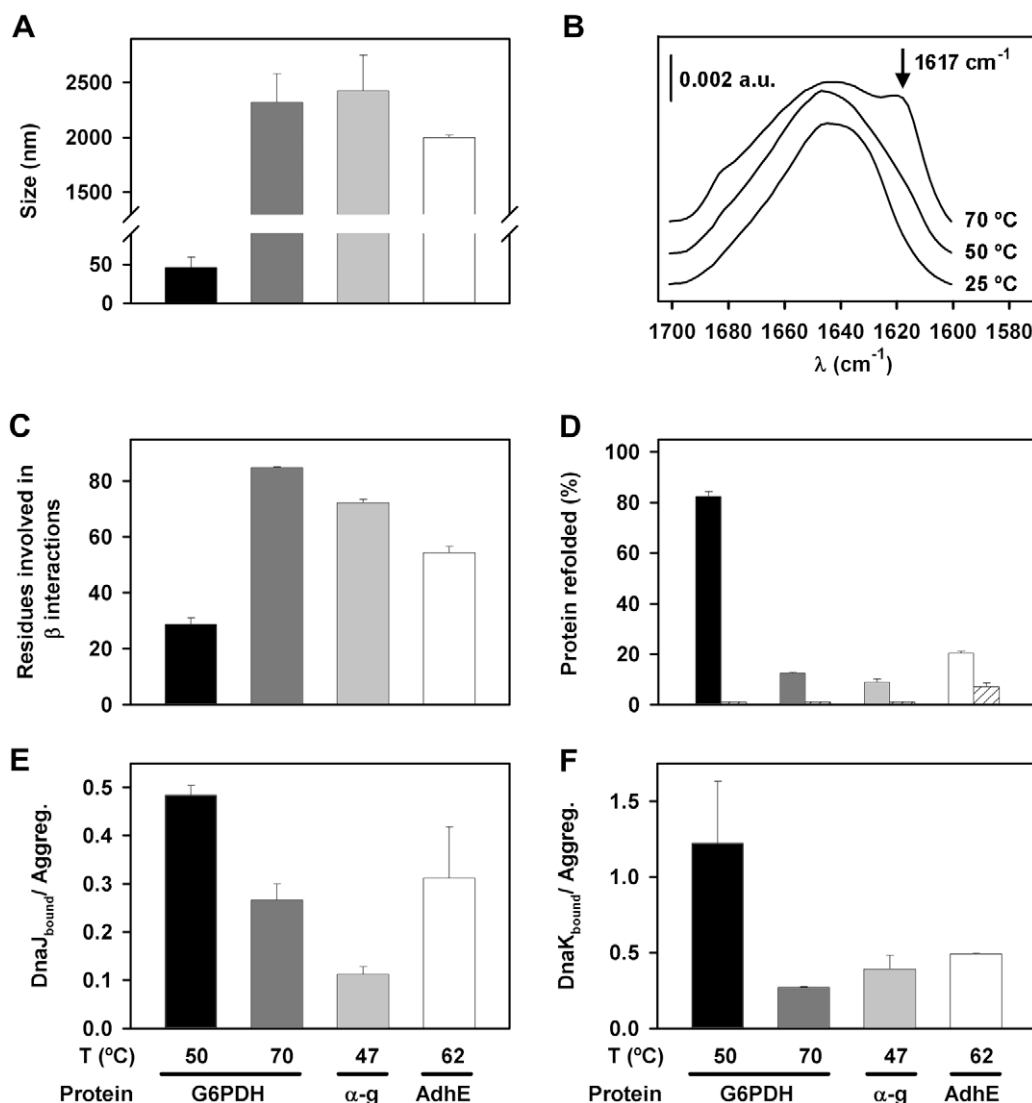 A
Size (nm)
2500
2000
1500
50
0
B
0.002 a.u.
1617 cm⁻¹
70 ºC
50 ºC
25 ºC
1700 1680 1660 1640 1620 1600 1580
λ (cm⁻¹)
C
Residues involved in
β interactions
80
60
40
20
0
D
Protein refolded (%)
100
80
60
40
20
0
E
DnaJbound/ Aggreg.
0.5
0.4
0.3
0.2
0.1
0.0
T (ºC) 50 70 47 62
Protein G6PDH α-g AdhE
F
DnaKbound/ Aggreg.
1.5
1.0
0.5
0.0
T (ºC) 50 70 47 62
Protein G6PDH α-g AdhE